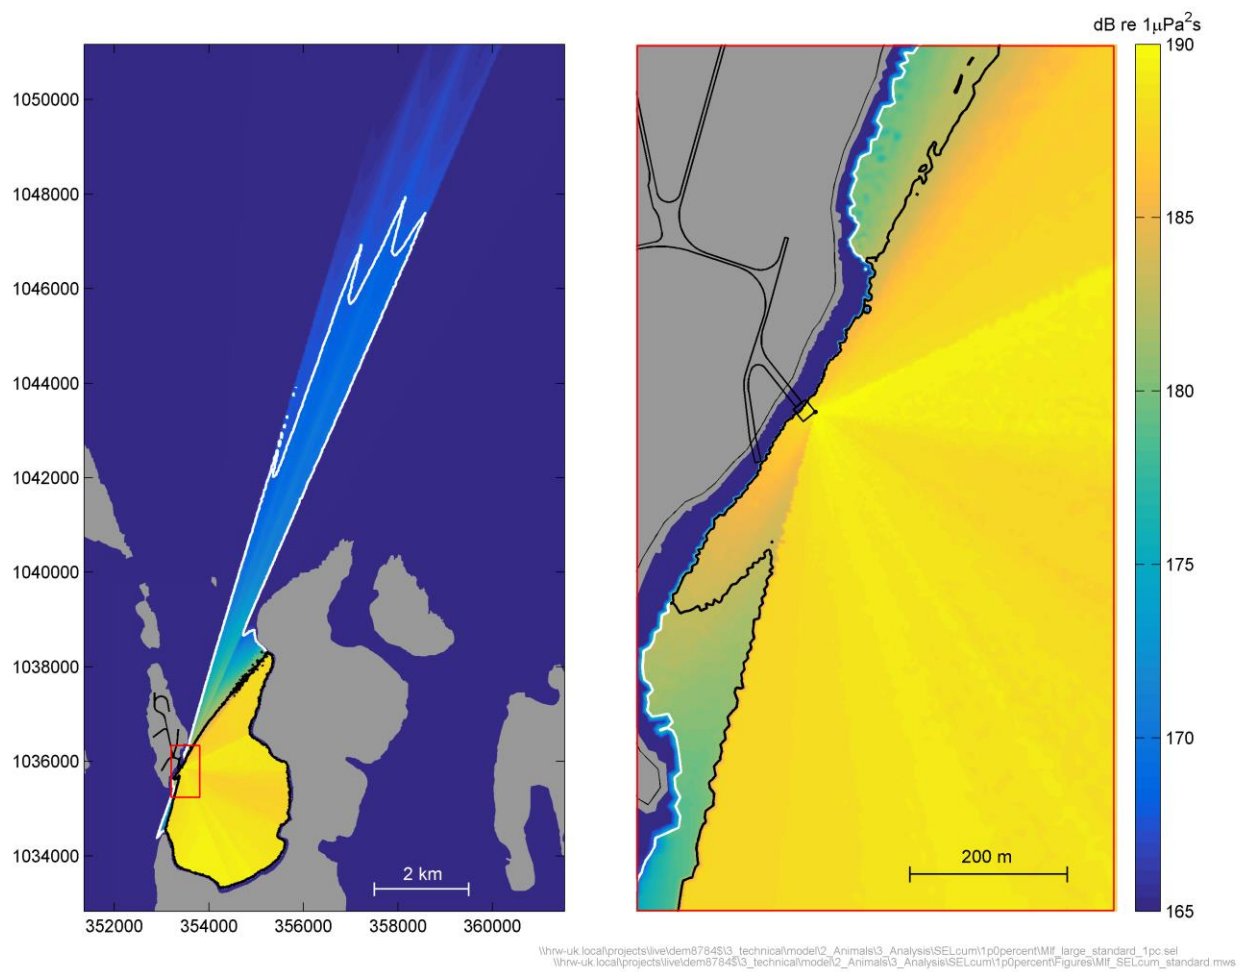 dB re 1μPa²s
1050000
1048000
1046000
1044000
1042000
1040000
1038000
1036000
1034000
352000 354000 356000 358000 360000
2 km
200 m
190
185
180
175
170
165
\\hrw-uk.local\projects\live\dem8784$\3_technical\model\2_Animals\3_Analysis\SELcum\1p0percent\Mlf_large_standard_1pc.sel
\\hrw-uk.local\projects\live\dem8784$\3_technical\model\2_Animals\3_Analysis\SELcum\1p0percent\Figures\Mlf_SELcum_standard.mws